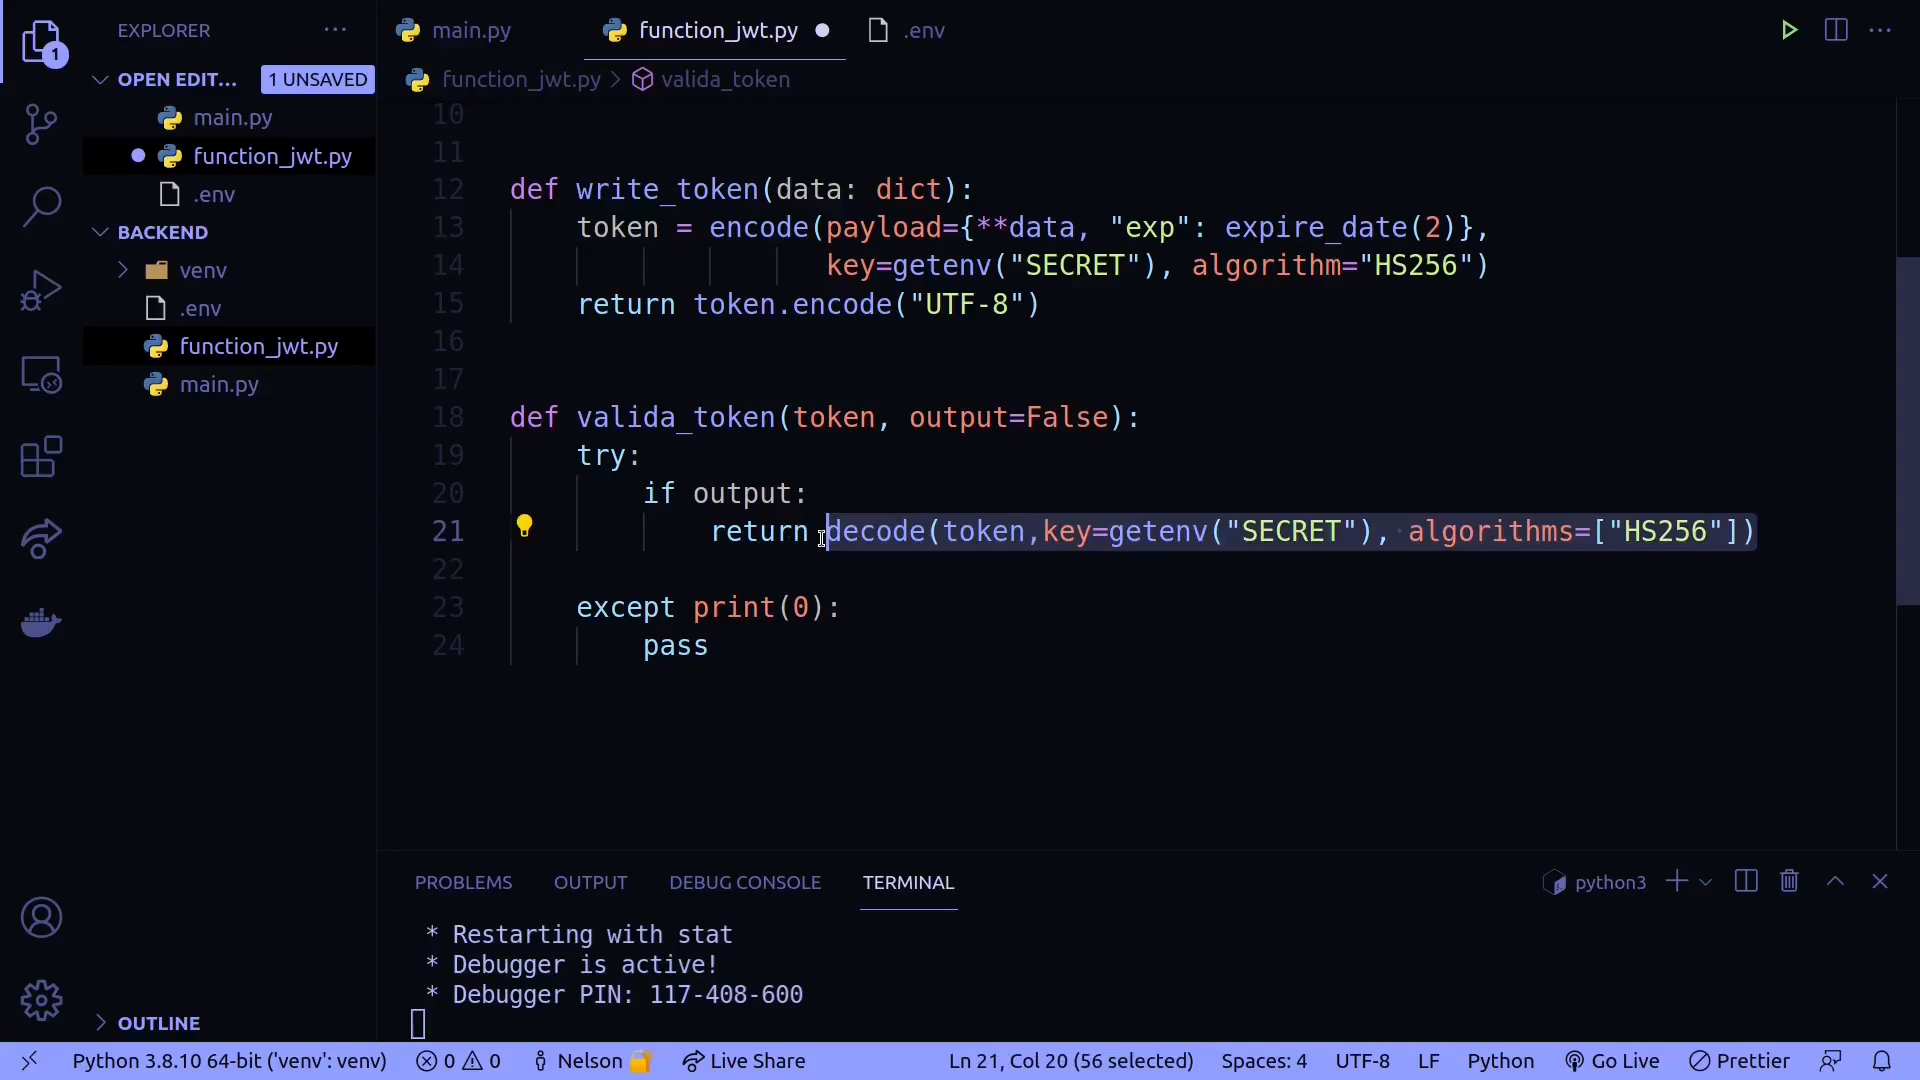 EXPLORER
OPEN EDIT... 1 UNSAVED
main.py
function_jwt.py
.env
BACKEND
venv
.env
function_jwt.py
main.py
OUTLINE
1
main.py function_jwt.py .env
function_jwt.py > valida_token
10
11
12 def write_token(data: dict):
13 token = encode(payload={**data, "exp": expire_date(2)},
14 key=getenv("SECRET"), algorithm="HS256")
15 return token.encode("UTF-8")
16
17
18 def valida_token(token, output=False):
19 try:
20 if output:
21 return decode(token,key=getenv("SECRET"), algorithms=["HS256"])
22
23 except print(0):
24 pass
PROBLEMS OUTPUT DEBUG CONSOLE TERMINAL python3
* Restarting with stat
* Debugger is active!
* Debugger PIN: 117-408-600
Python 3.8.10 64-bit ('venv': venv) 0 0 Nelson Live Share Ln 21, Col 20 (56 selected) Spaces: 4 UTF-8 LF Python Go Live Prettier